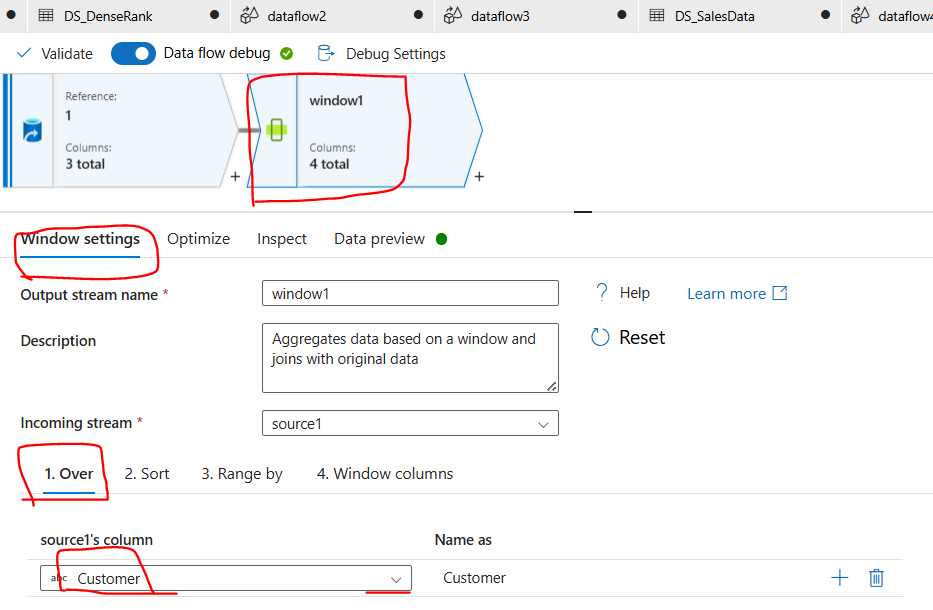 DS_DenseRank dataflow2 dataflow3 DS_SalesData dataflow4
Validate Data flow debug Debug Settings
Reference:
1
Columns:
3 total
+
window1
Columns:
4 total
+
Window settings Optimize Inspect Data preview
Output stream name * window1 ? Help Learn more
Description Aggregates data based on a window and
joins with original data
Reset
Incoming stream * source1
1. Over 2. Sort 3. Range by 4. Window columns
source1's column Name as
abc Customer Customer